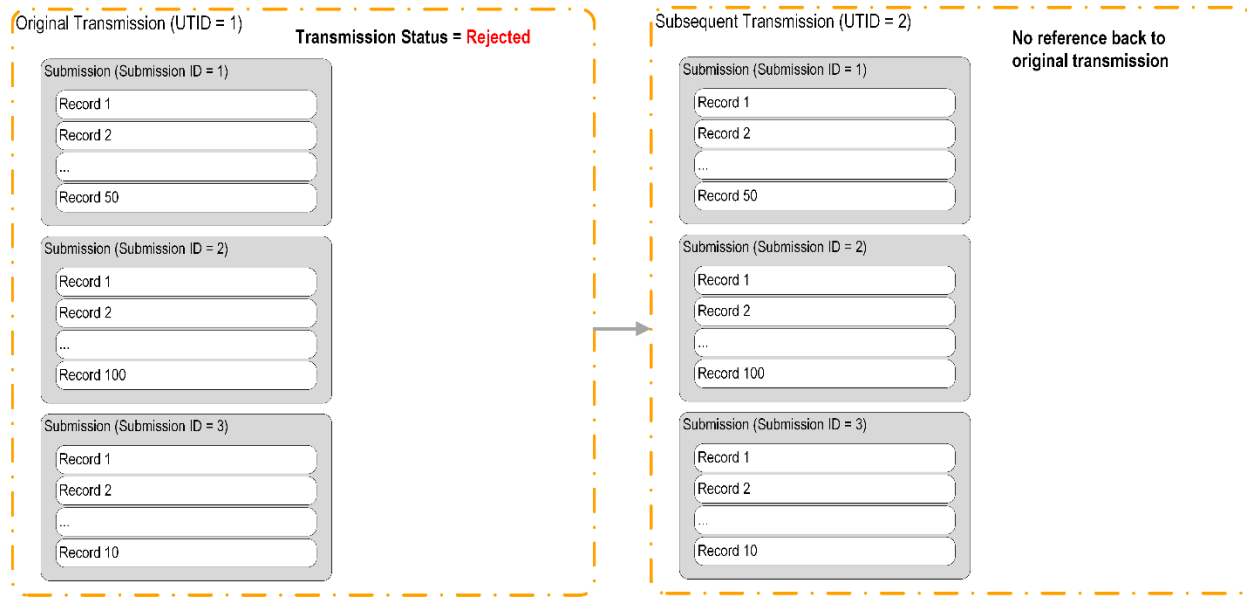 Original Transmission (UTID = 1)
Transmission Status = Rejected
Submission (Submission ID = 1)
Record 1
Record 2
...
Record 50
Submission (Submission ID = 2)
Record 1
Record 2
...
Record 100
Submission (Submission ID = 3)
Record 1
Record 2
...
Record 10
Subsequent Transmission (UTID = 2)
No reference back to
original transmission
Submission (Submission ID = 1)
Record 1
Record 2
...
Record 50
Submission (Submission ID = 2)
Record 1
Record 2
...
Record 100
Submission (Submission ID = 3)
Record 1
Record 2
...
Record 10